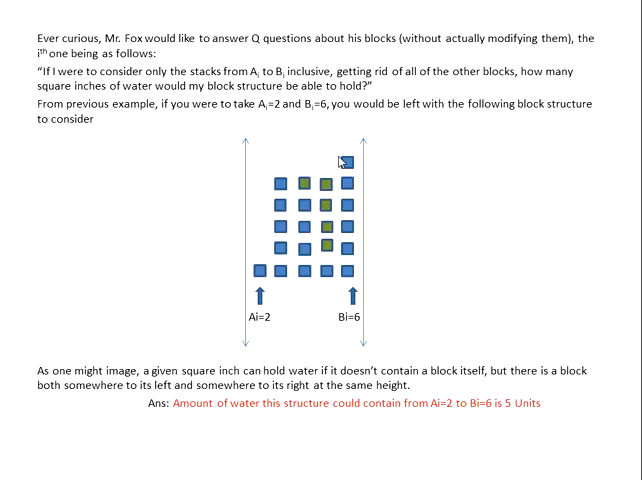 Ever curious, Mr. Fox would like to answer Q questions about his blocks (without actually modifying them), the
ith one being as follows:
“If I were to consider only the stacks from Ai to Bi inclusive, getting rid of all of the other blocks, how many
square inches of water would my block structure be able to hold?”
From previous example, if you were to take Ai=2 and Bi=6, you would be left with the following block structure
to consider
Ai=2 Bi=6
As one might image, a given square inch can hold water if it doesn’t contain a block itself, but there is a block
both somewhere to its left and somewhere to its right at the same height.
Ans: Amount of water this structure could contain from Ai=2 to Bi=6 is 5 Units